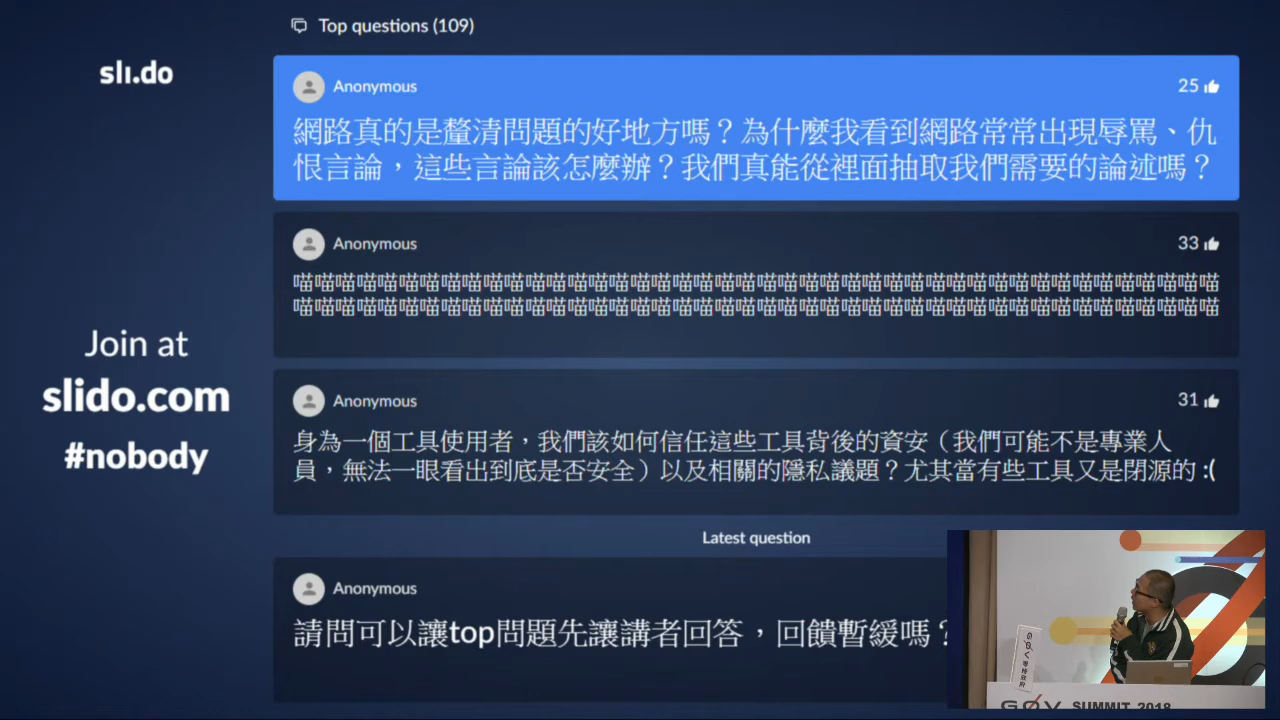 Top questions (109)
sli.do
Anonymous
25
網路真的是釐清問題的好地方嗎？為什麼我看到網路常常出現辱罵、仇
恨言論，這些言論該怎麼辦？我們真能從裡面抽取我們需要的論述嗎？
Anonymous
33
喵喵喵喵喵喵喵喵喵喵喵喵喵喵喵喵喵喵喵喵喵喵喵喵喵喵喵喵喵喵喵喵喵喵喵喵喵喵喵喵喵喵喵喵
喵喵喵喵喵喵喵喵喵喵喵喵喵喵喵喵喵喵喵喵喵喵喵喵喵喵喵喵喵喵喵喵喵喵喵喵喵喵喵喵喵喵喵喵
Join at
slido.com
#nobody
Anonymous
31
身為一個工具使用者，我們該如何信任這些工具背後的資安（我們可能不是專業人
員，無法一眼看出到底是否安全）以及相關的隱私議題？尤其當有些工具又是閉源的 :(
Latest question
Anonymous
請問可以讓top問題先讓講者回答，回饋暫緩嗎？
零時政府
SUMMIT 2018